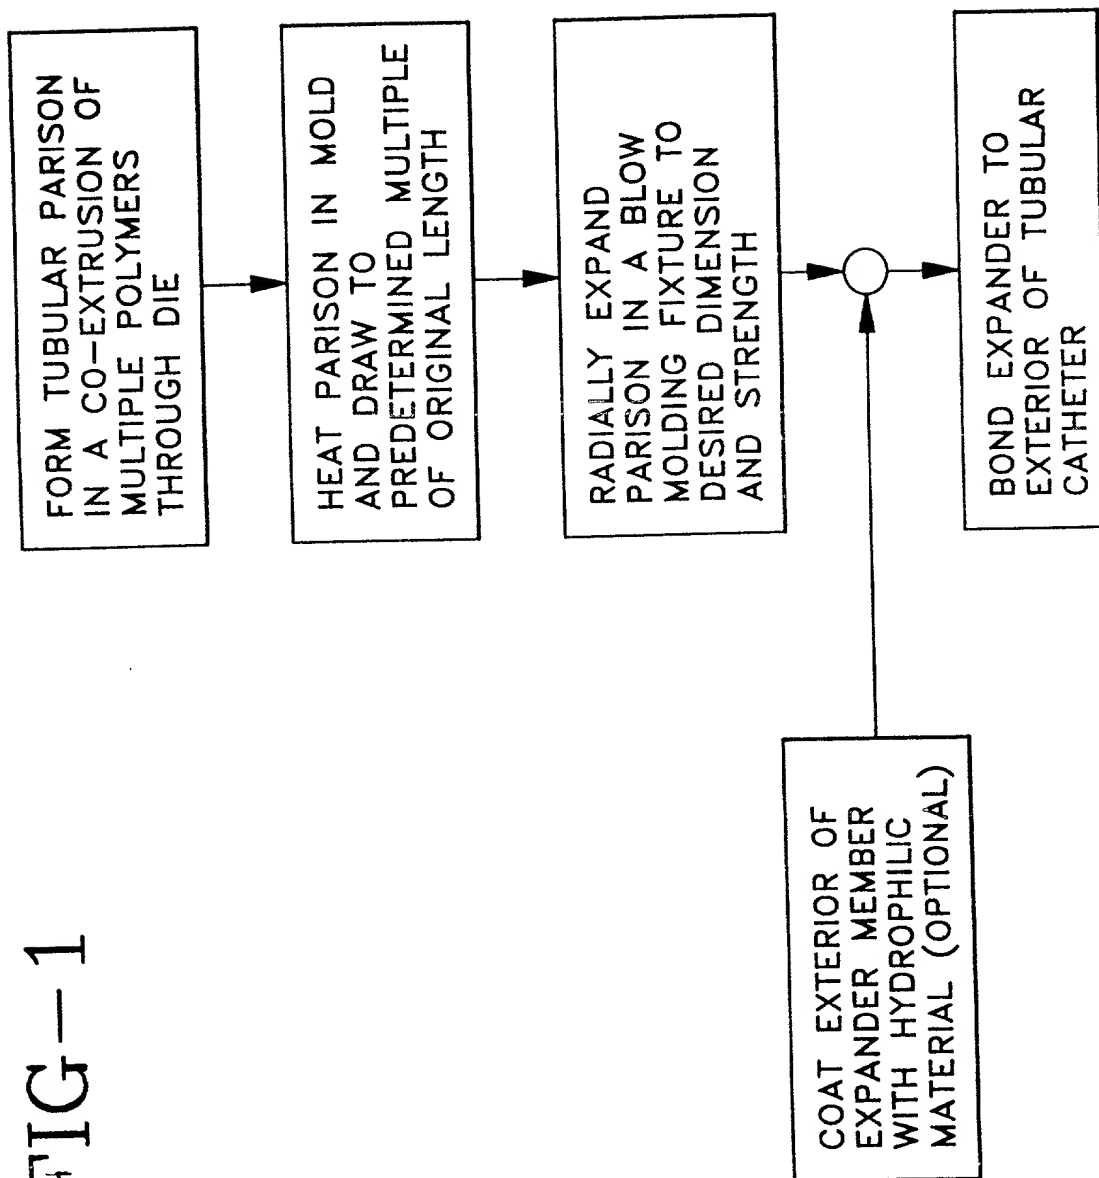 FORM TUBULAR PARISON
IN A CO-EXTRUSION OF
MULTIPLE POLYMERS
THROUGH DIE
HEAT PARISON IN MOLD
AND DRAW TO
PREDETERMINED MULTIPLE
OF ORIGINAL LENGTH
RADIALLY EXPAND
PARISON IN A BLOW
MOLDING FIXTURE TO
DESIRED DIMENSION
AND STRENGTH
COAT EXTERIOR OF
EXPANDER MEMBER
WITH HYDROPHILIC
MATERIAL (OPTIONAL)
BOND EXPANDER TO
EXTERIOR OF TUBULAR
CATHETER
FIG-1